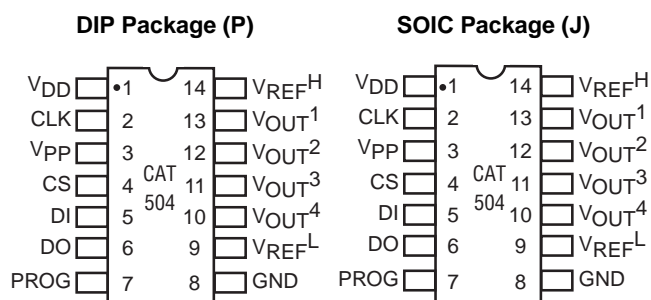 DIP Package (P) SOIC Package (J)
VDD 1 14 VREFH VDD 1 14 VREFH
CLK 2 13 VOUT1 CLK 2 13 VOUT1
VPP 3 12 VOUT2 VPP 3 12 VOUT2
CAT CAT
CS 4 11 VOUT3 CS 4 11 VOUT3
504 504
DI 5 10 VOUT4 DI 5 10 VOUT4
DO 6 9 VREFL DO 6 9 VREFL
PROG 7 8 GND PROG 7 8 GND